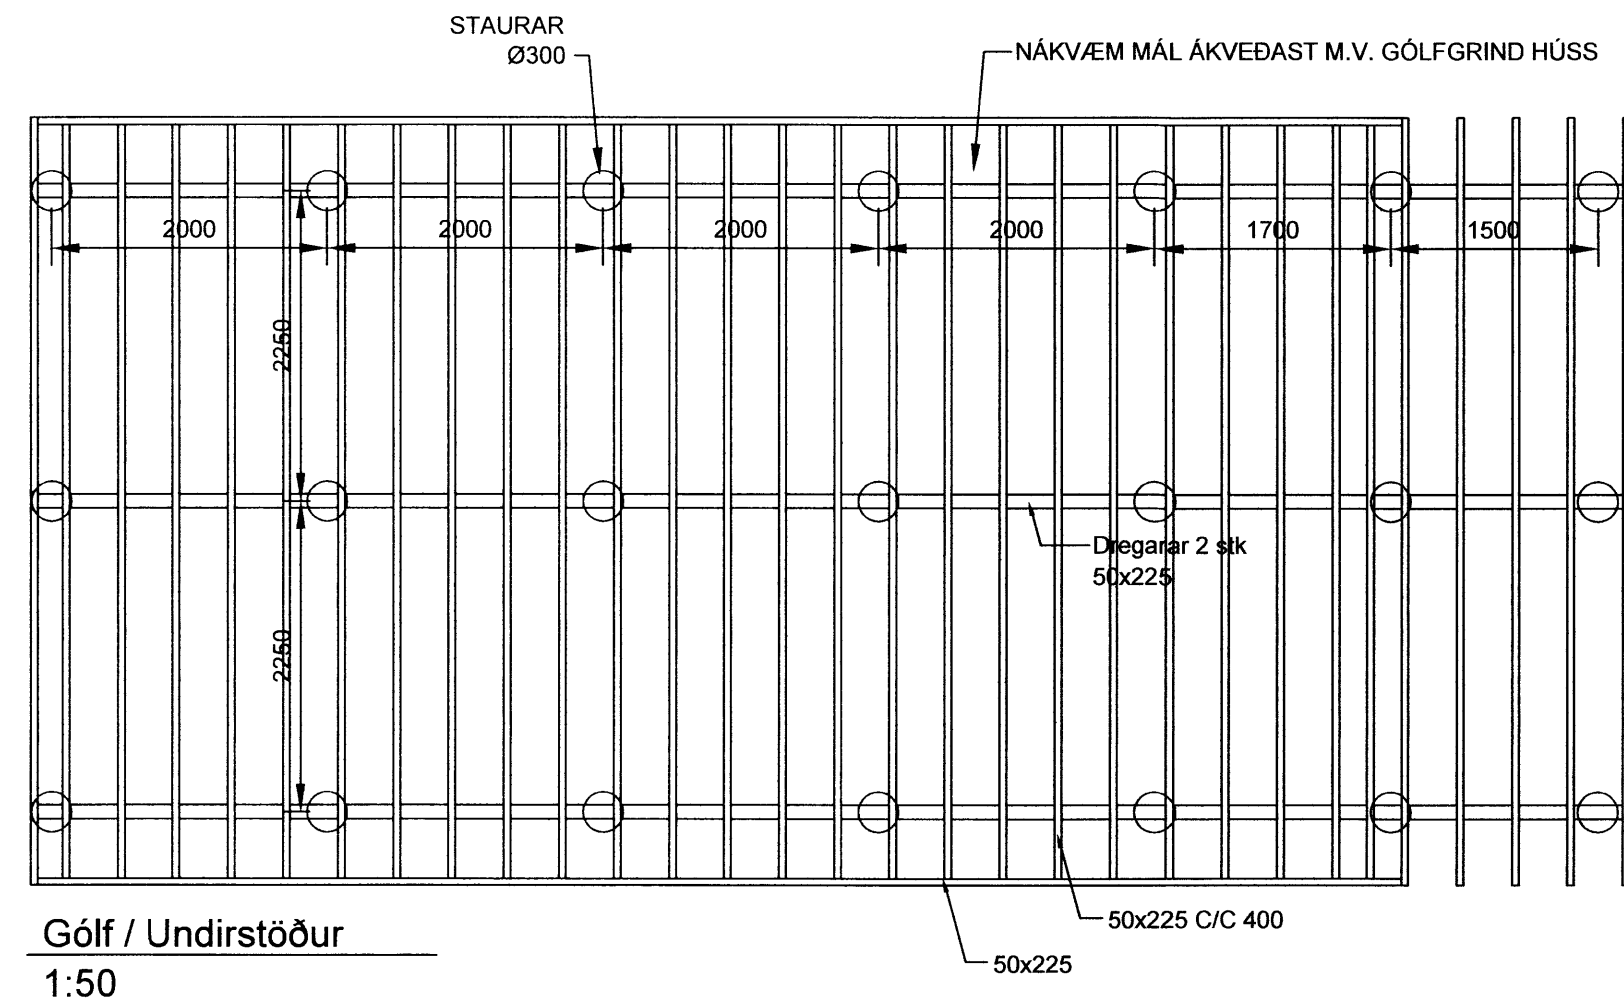 STAURAR
Ø300
NÁKVÆM MÁL ÁKVEÐAST M.V. GÓLFGRIND HÚSS
2000
2000
2000
2000
1700
1500
2250
Dregarar 2 stk
50x225
2250
50x225 C/C 400
50x225
Gólf / Undirstöður
1:50